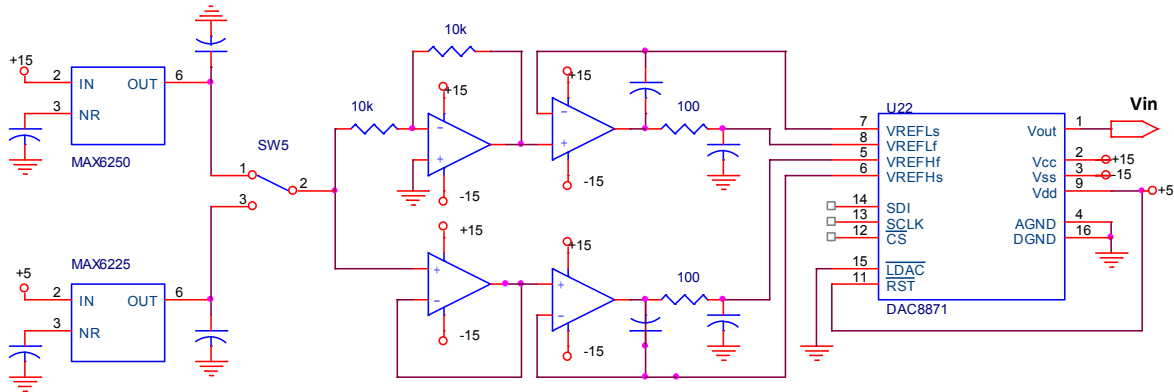 +15
2
IN
OUT
6
3
NR
MAX6250
SW5
1
2
3
+5
MAX6225
2
IN
OUT
6
3
NR
10k
10k
+15
−
+
-15
+15
−
+
-15
100
+15
+
−
-15
+15
+
−
-15
100
U22
7
VREFLs
8
VREFLf
5
VREFHf
6
VREFHs
14
SDI
13
SCLK
12
CS
15
LDAC
11
RST
Vout
1
Vin
Vcc
2
+15
Vss
3
-15
Vdd
9
+5
AGND
4
DGND
16
DAC8871